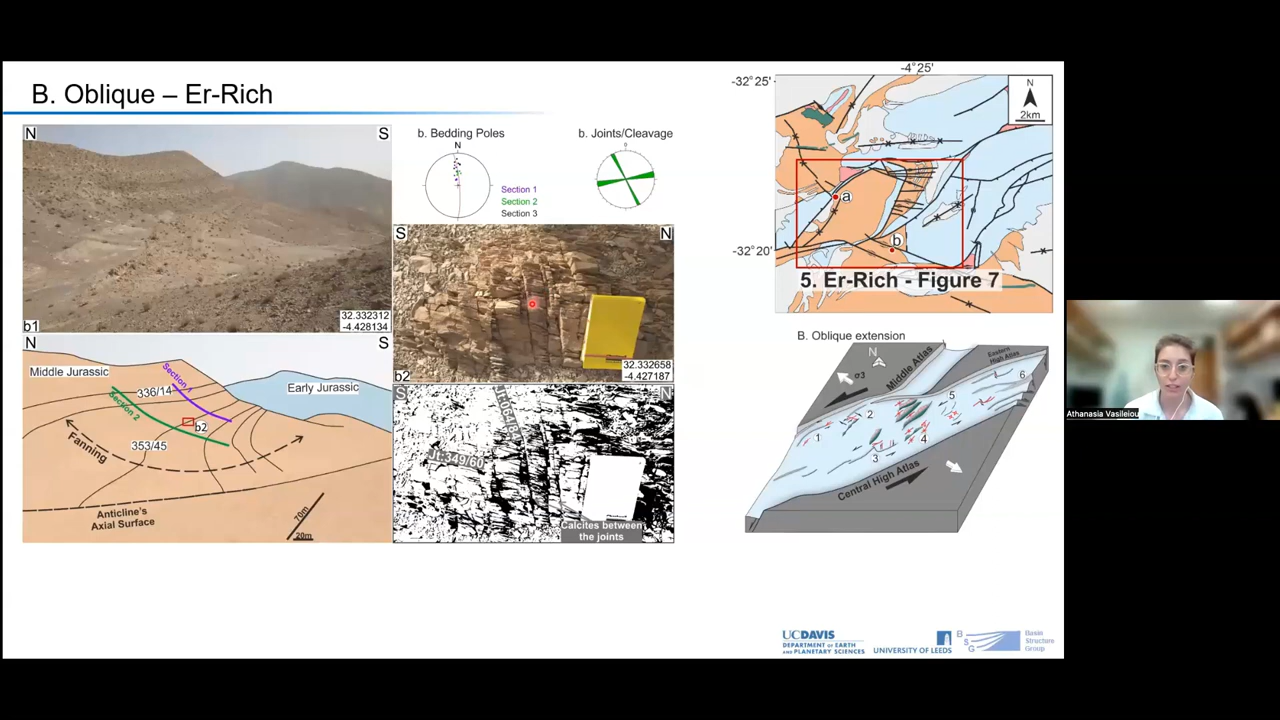 B. Oblique – Er-Rich
N
S
b1
32.332312
-4.428134
N
S
Middle Jurassic
Early Jurassic
Section 1
336/14
Section 2
b2
353/45
Fanning
Anticline's
Axial Surface
70m
20m
b. Bedding Poles
N
Section 1
Section 2
Section 3
b. Joints/Cleavage
0
S
N
b2
32.332658
-4.427187
S
N
Jt:349/60
Calcites between
the joints
-4°25'
-32°25'
N
2km
a
b
-32°20'
5. Er-Rich - Figure 7
B. Oblique extension
N
σ3
Middle Atlas
Eastern
High Atlas
1
2
3
4
5
6
Central High Atlas
UCDAVIS
DEPARTMENT OF EARTH
AND PLANETARY SCIENCES
UNIVERSITY OF LEEDS
B
S
G
Basin
Structure
Group
Athanasia Vasileiou